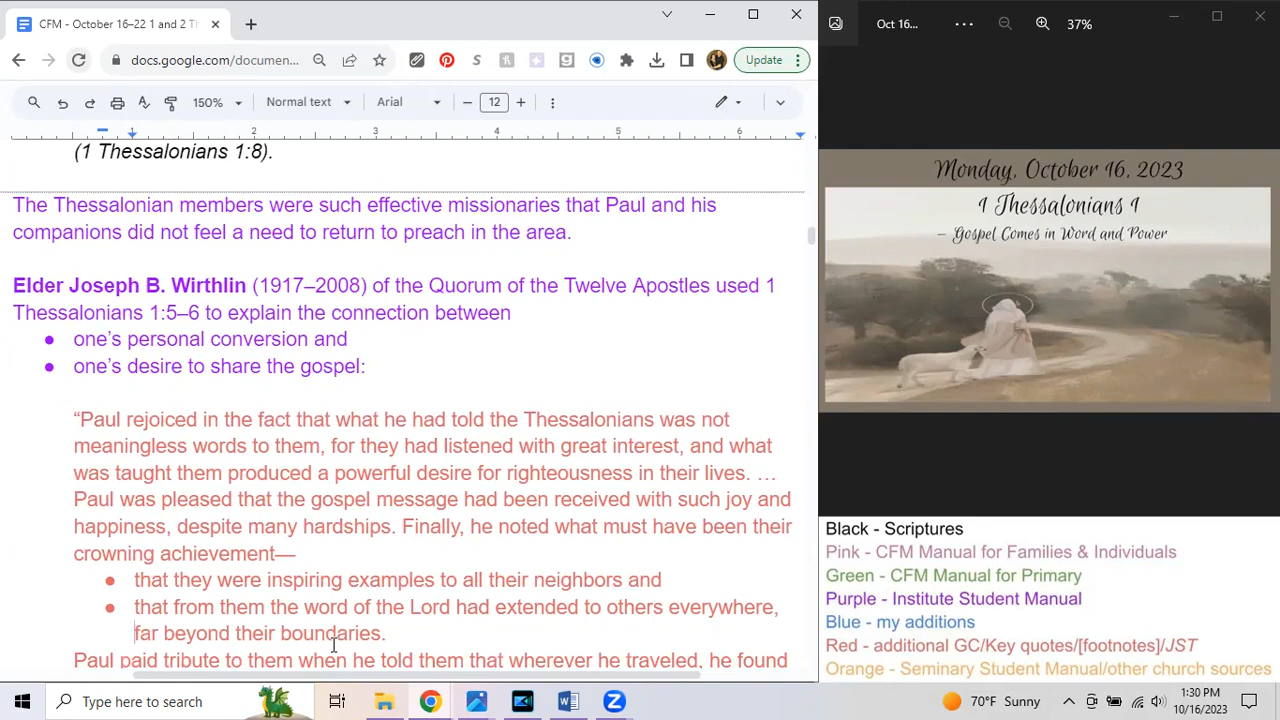 CFM - October 16–22 1 and 2 Th
docs.google.com/documen...
Update
150%
Normal text
Arial
12
1
2
3
4
5
6
(1 Thessalonians 1:8).
The Thessalonian members were such effective missionaries that Paul and his
companions did not feel a need to return to preach in the area.
Elder Joseph B. Wirthlin (1917–2008) of the Quorum of the Twelve Apostles used 1
Thessalonians 1:5–6 to explain the connection between
● one’s personal conversion and
● one’s desire to share the gospel:
“Paul rejoiced in the fact that what he had told the Thessalonians was not
meaningless words to them, for they had listened with great interest, and what
was taught them produced a powerful desire for righteousness in their lives. …
Paul was pleased that the gospel message had been received with such joy and
happiness, despite many hardships. Finally, he noted what must have been their
crowning achievement—
● that they were inspiring examples to all their neighbors and
● that from them the word of the Lord had extended to others everywhere,
far beyond their boundaries.
Paul paid tribute to them when he told them that wherever he traveled, he found
Oct 16...
37%
Monday, October 16, 2023
1 Thessalonians 1
– Gospel Comes in Word and Power
Black - Scriptures
Pink - CFM Manual for Families & Individuals
Green - CFM Manual for Primary
Purple - Institute Student Manual
Blue - my additions
Red - additional GC/Key quotes/[footnotes]/JST
Orange - Seminary Student Manual/other church sources
Type here to search
70°F Sunny
1:30 PM
10/16/2023